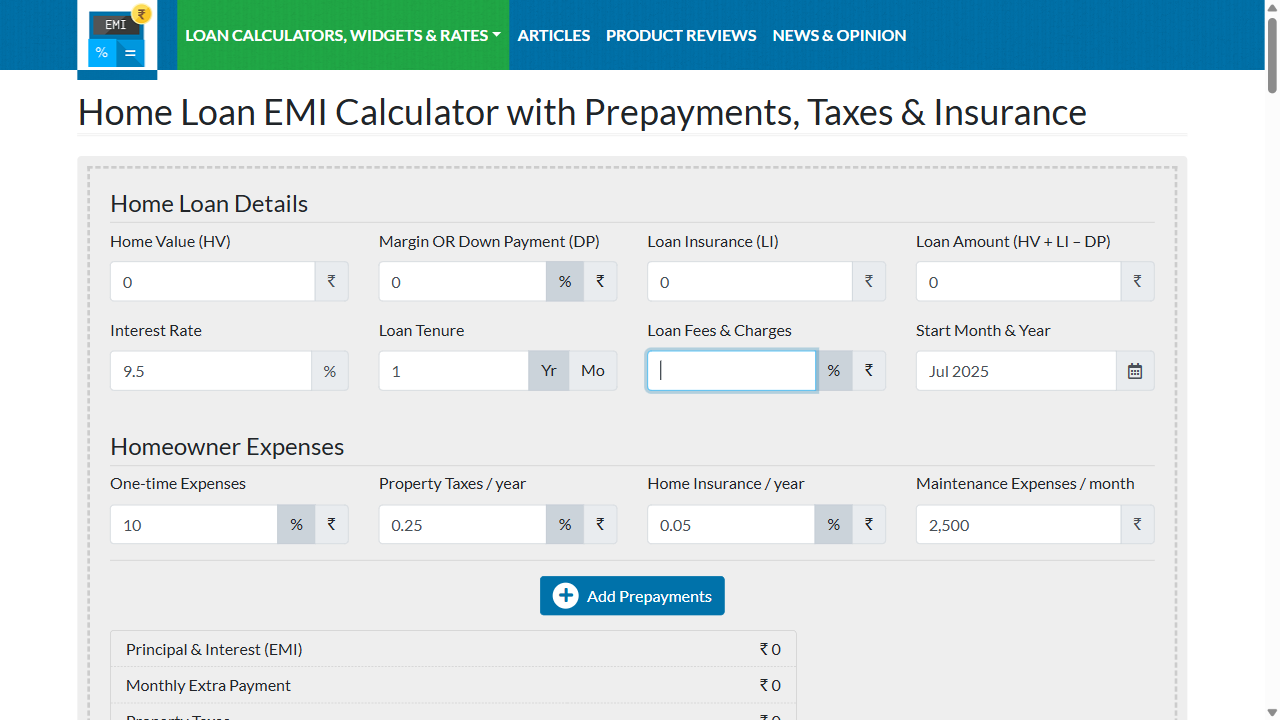 EMI ₹
% =
LOAN CALCULATORS, WIDGETS & RATES ARTICLES PRODUCT REVIEWS NEWS & OPINION
Home Loan EMI Calculator with Prepayments, Taxes & Insurance
Home Loan Details
Home Value (HV) Margin OR Down Payment (DP) Loan Insurance (LI) Loan Amount (HV + LI – DP)
0 ₹ 0 % ₹ 0 ₹ 0 ₹
Interest Rate Loan Tenure Loan Fees & Charges Start Month & Year
9.5 % 1 Yr Mo % ₹ Jul 2025
Homeowner Expenses
One-time Expenses Property Taxes / year Home Insurance / year Maintenance Expenses / month
10 % ₹ 0.25 % ₹ 0.05 % ₹ 2,500 ₹
Add Prepayments
Principal & Interest (EMI) ₹ 0
Monthly Extra Payment ₹ 0
Property Taxes ₹ 0